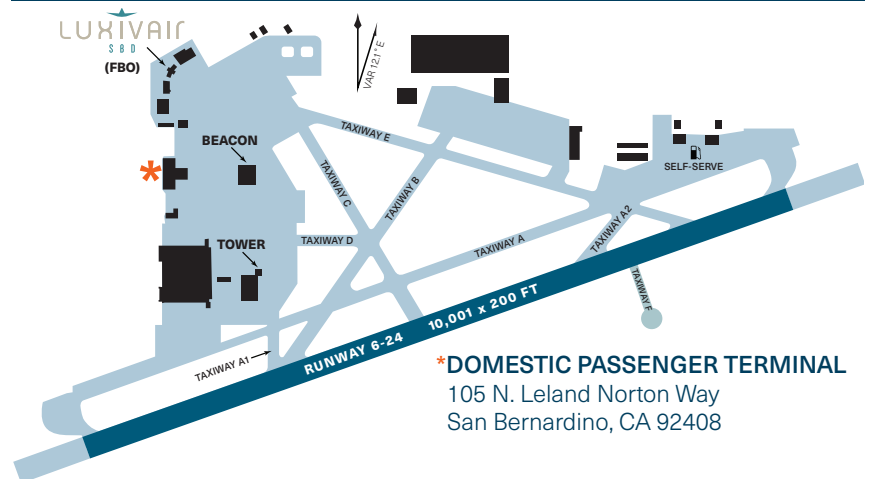 LUXIVAIR
SBD
(FBO)
VAR 12.1° E
BEACON
TAXIWAY E
SELF-SERVE
TAXIWAY C
TAXIWAY B
TOWER
TAXIWAY D
TAXIWAY A
TAXIWAY A2
TAXIWAY F
RUNWAY 6-24 10,001 x 200 FT
TAXIWAY A1
*DOMESTIC PASSENGER TERMINAL
105 N. Leland Norton Way
San Bernardino, CA 92408